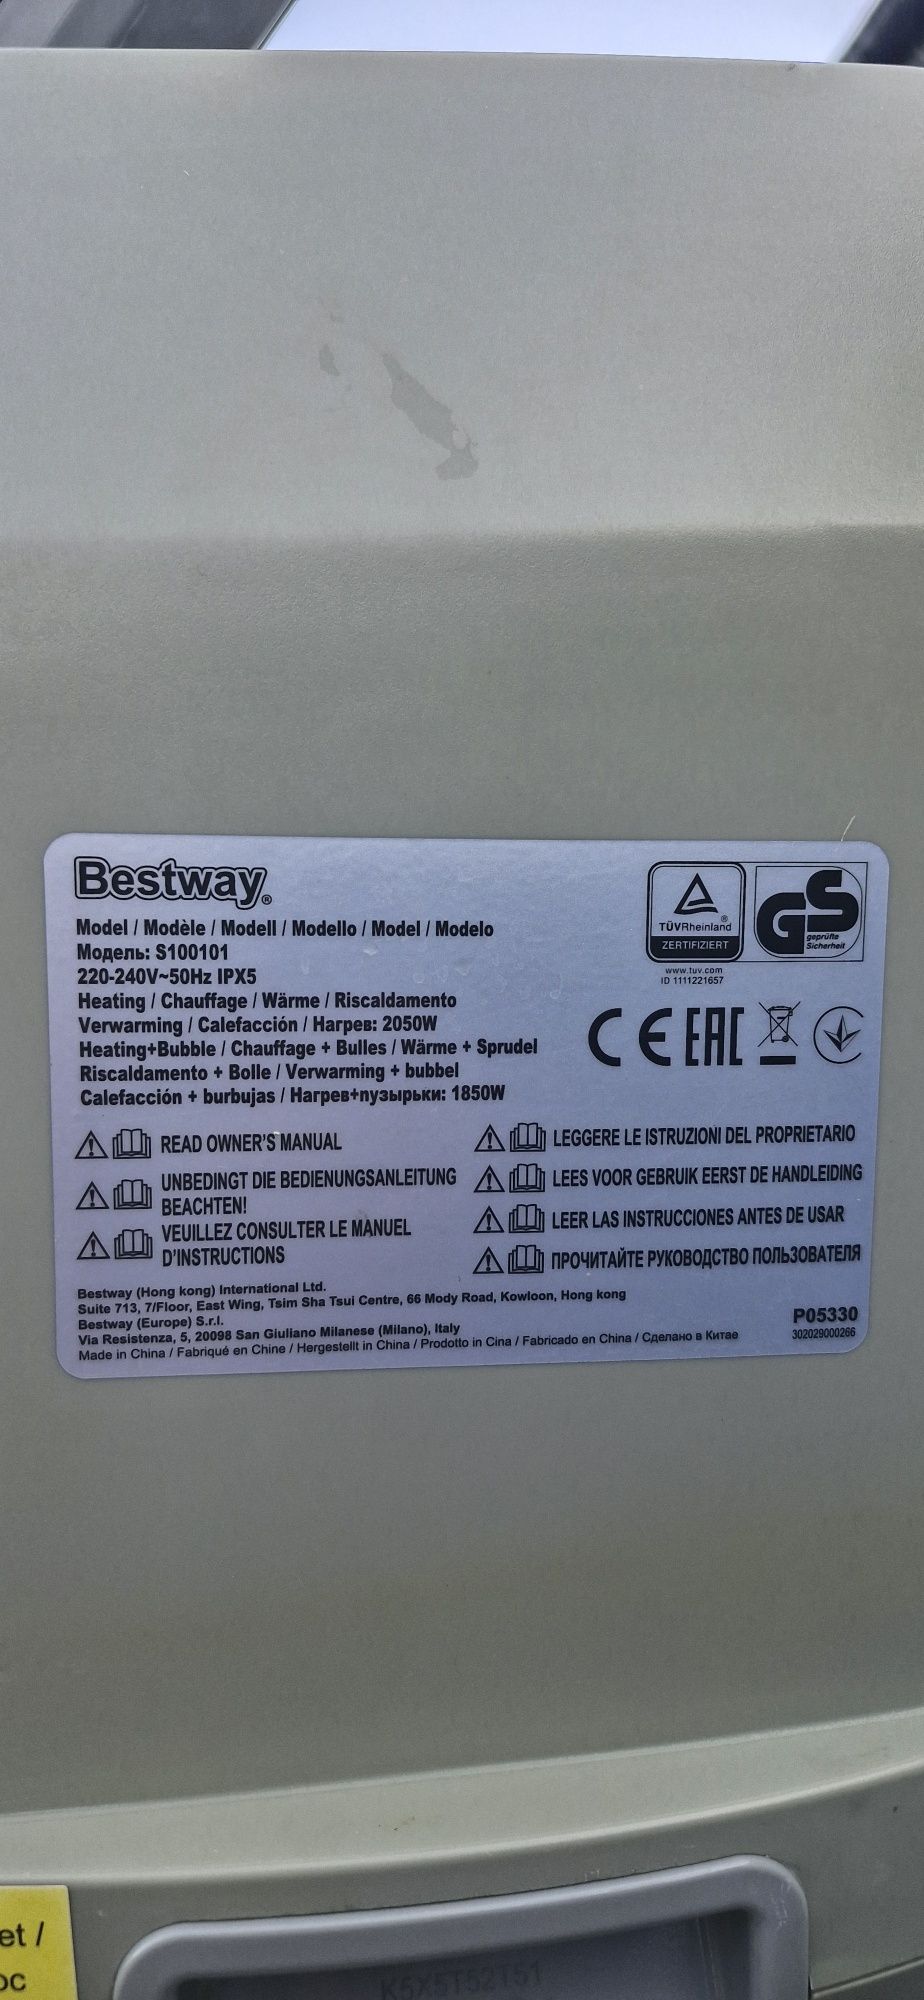 Bestway®
Model / Modèle / Modell / Modello / Model / Modelo
Модель: S100101
220-240V~50Hz IPX5
Heating / Chauffage / Wärme / Riscaldamento
Verwarming / Calefacción / Нагрев: 2050W
Heating+Bubble / Chauffage + Bulles / Wärme + Sprudel
Riscaldamento + Bolle / Verwarming + bubbel
Calefacción + burbujas / Нагрев+пузырьки: 1850W
TÜVRheinland®
ZERTIFIZIERT
www.tuv.com
ID 1111221657
GS
geprüfte
Sicherheit
CE EAC
READ OWNER'S MANUAL
UNBEDINGT DIE BEDIENUNGSANLEITUNG
BEACHTEN!
VEUILLEZ CONSULTER LE MANUEL
D'INSTRUCTIONS
LEGGERE LE ISTRUZIONI DEL PROPRIETARIO
LEES VOOR GEBRUIK EERST DE HANDLEIDING
LEER LAS INSTRUCCIONES ANTES DE USAR
ПРОЧИТАЙТЕ РУКОВОДСТВО ПОЛЬЗОВАТЕЛЯ
Bestway (Hong kong) International Ltd.
Suite 713, 7/Floor, East Wing, Tsim Sha Tsui Centre, 66 Mody Road, Kowloon, Hong kong
Bestway (Europe) S.r.l.
Via Resistenza, 5, 20098 San Giuliano Milanese (Milano), Italy
Made in China / Fabriqué en Chine / Hergestellt in China / Prodotto in Cina / Fabricado en China / Сделано в Китае
P05330
302029000266
et /
ос